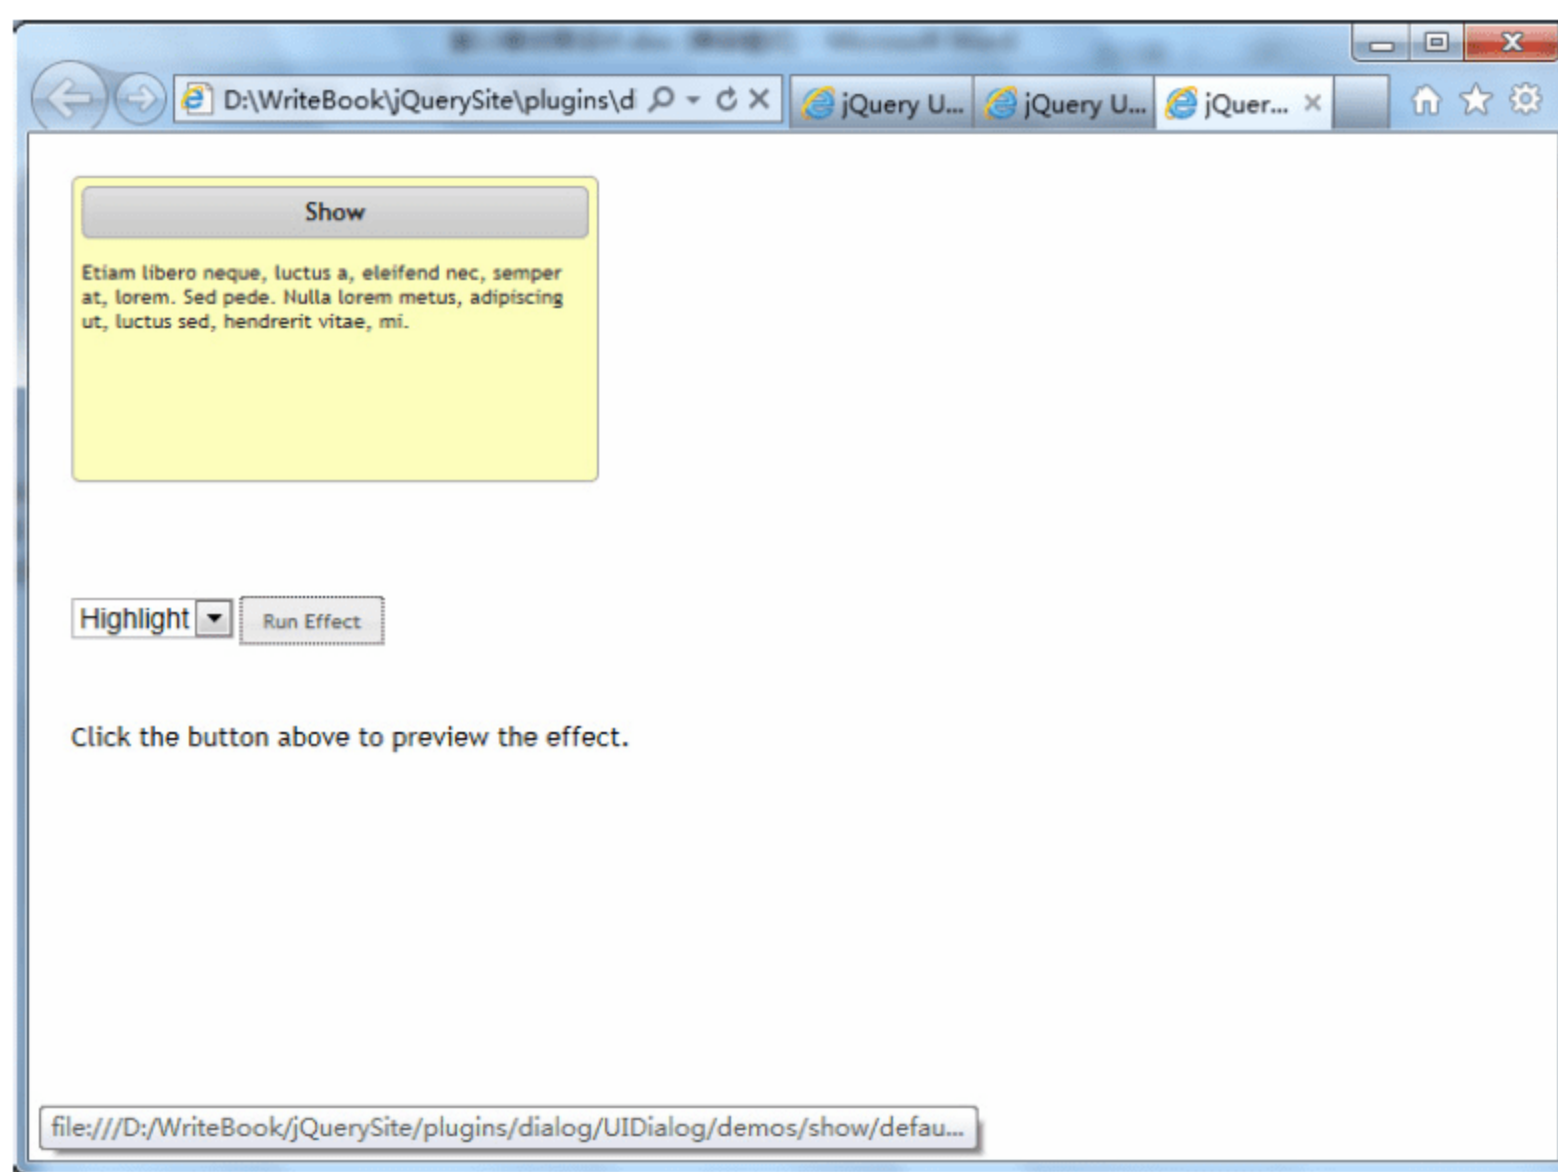 D:\WriteBook\jQuerySite\plugins\d
jQuery U...
jQuery U...
jQuer...
Show
Etiam libero neque, luctus a, eleifend nec, semper
at, lorem. Sed pede. Nulla lorem metus, adipiscing
ut, luctus sed, hendrerit vitae, mi.
Highlight
Run Effect
Click the button above to preview the effect.
file:///D:/WriteBook/jQuerySite/plugins/dialog/UIDialog/demos/show/defau...